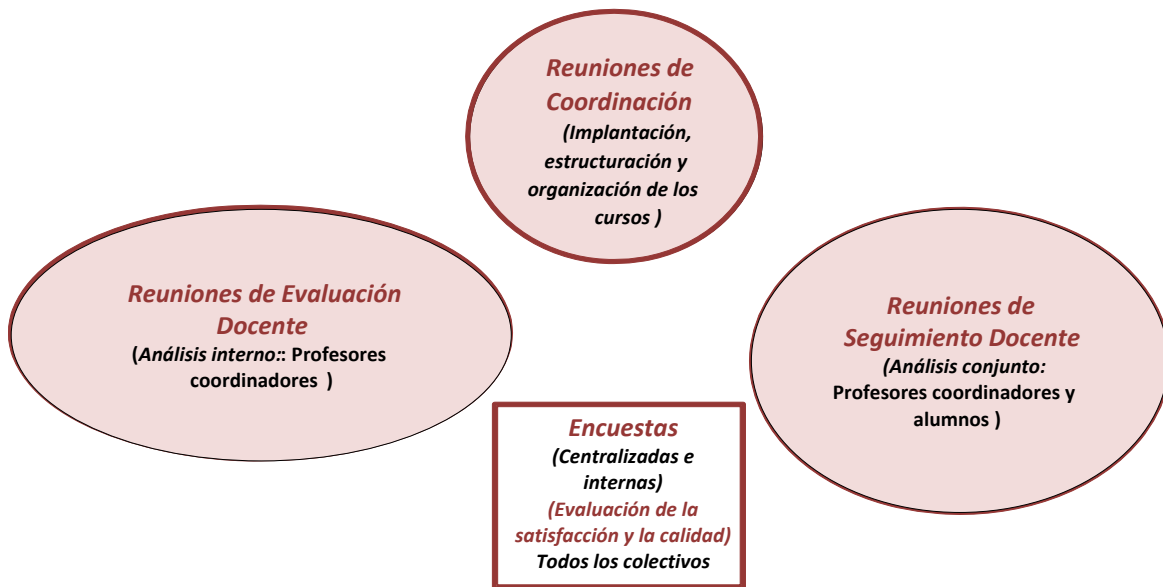 Reuniones de
Coordinación
(Implantación,
estructuración y
organización de los
cursos )
Reuniones de Evaluación
Docente
(Análisis interno:: Profesores
coordinadores )
Reuniones de
Seguimiento Docente
(Análisis conjunto:
Profesores coordinadores y
alumnos )
Encuestas
(Centralizadas e
internas)
(Evaluación de la
satisfacción y la calidad)
Todos los colectivos